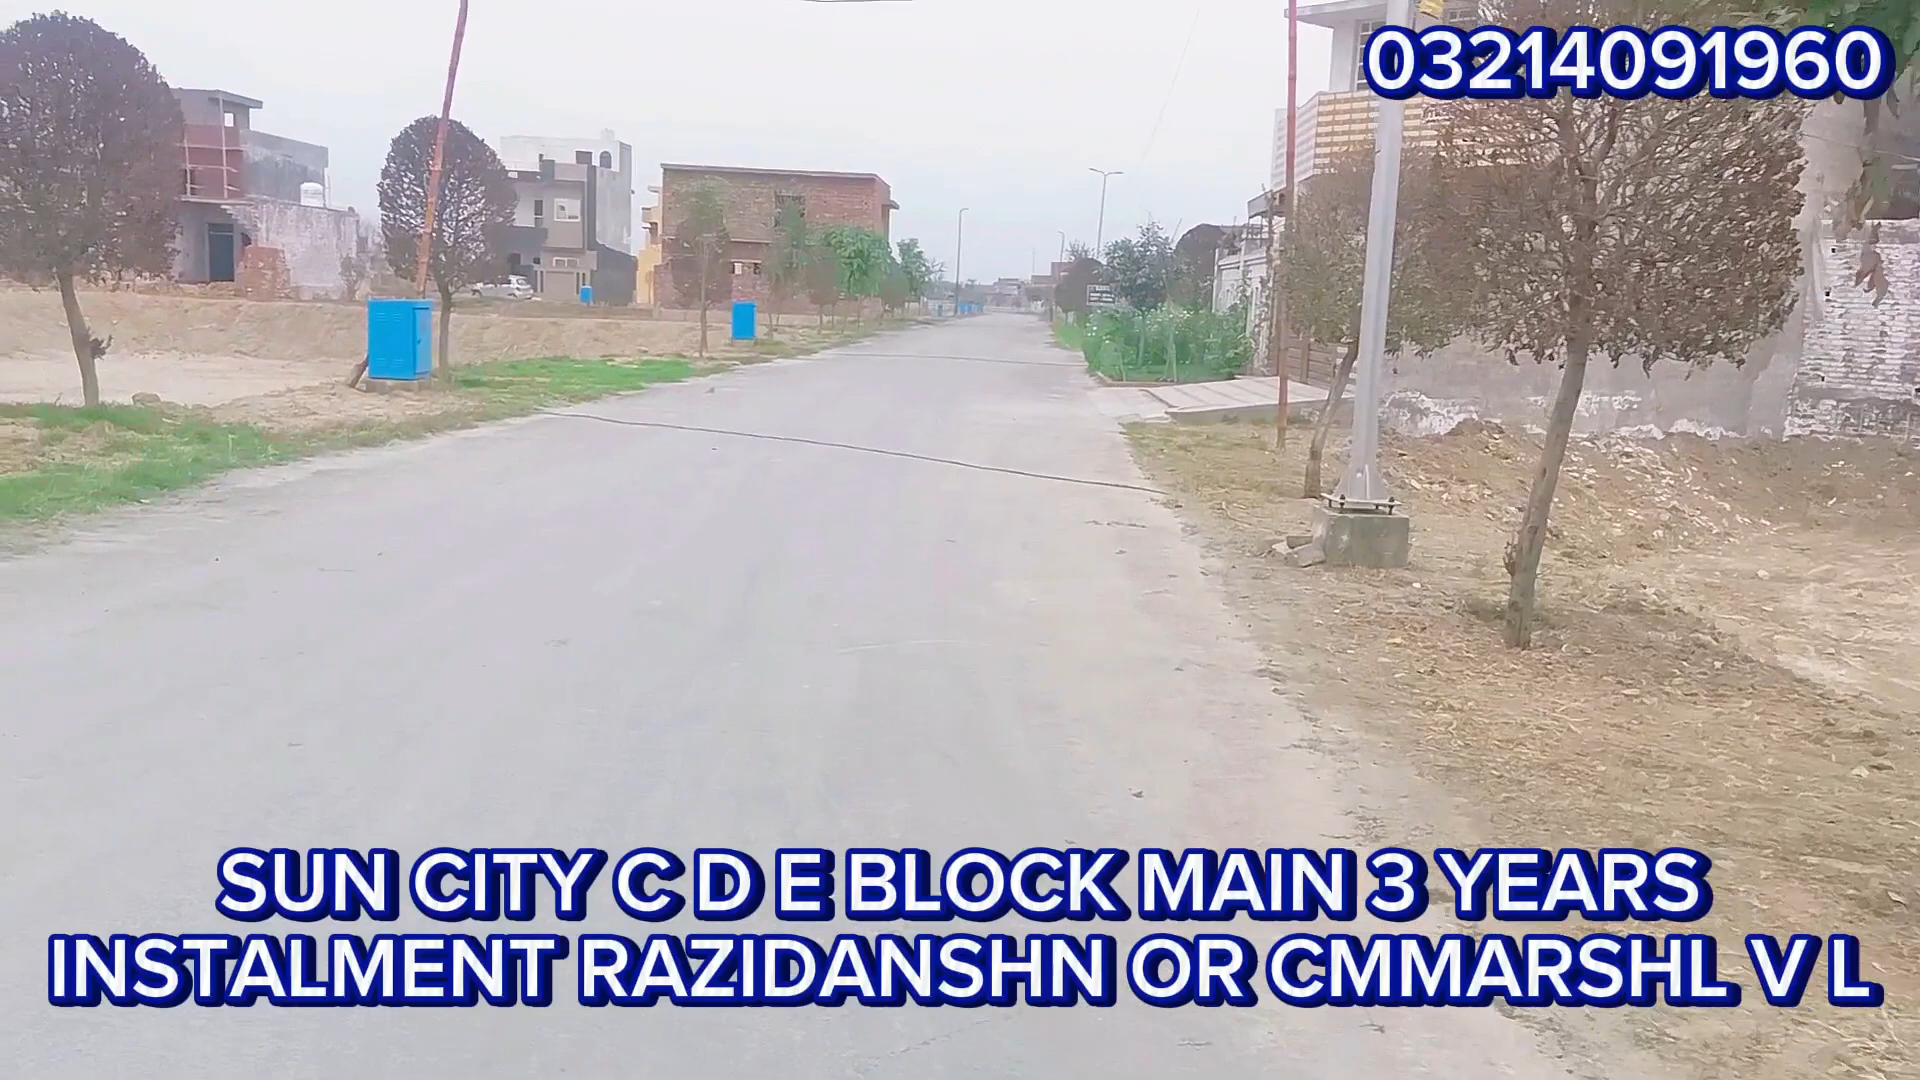 03214091960
SUN CITY C D E BLOCK MAIN 3 YEARS
INSTALMENT RAZIDANSHN OR CMMARSHL V L